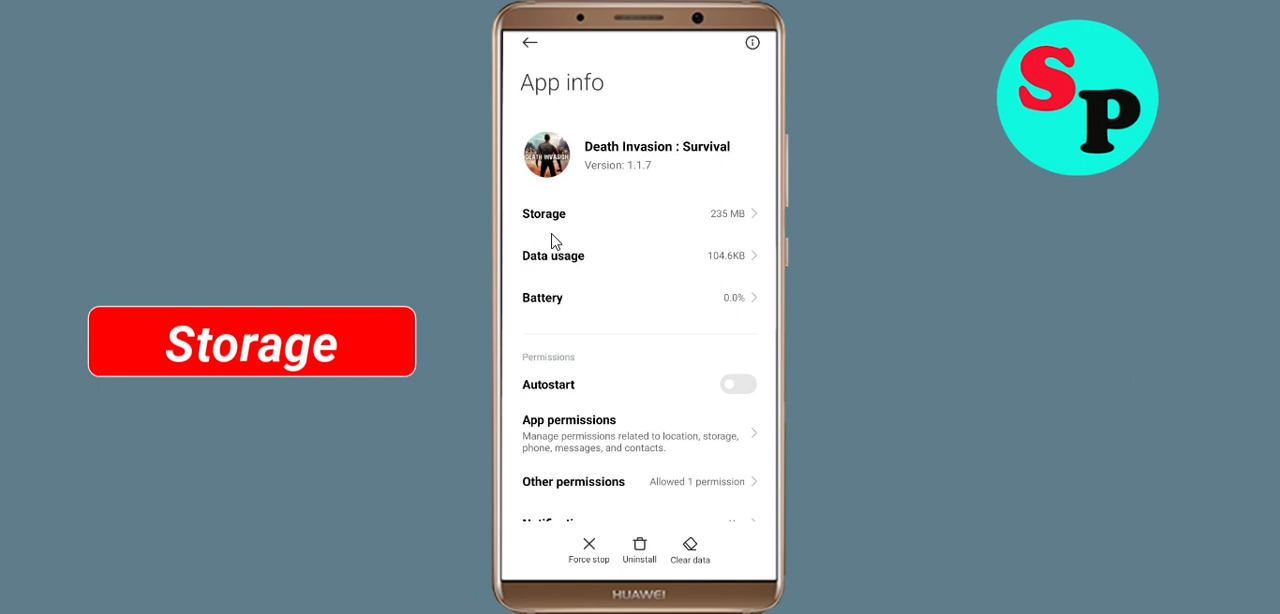 App info
DEATH INVASION
Death Invasion : Survival
Version: 1.1.7
Storage 235 MB
Data usage 104.6KB
Battery 0.0%
Permissions
Autostart
App permissions
Manage permissions related to location, storage,
phone, messages, and contacts.
Other permissions Allowed 1 permission
Force stop Uninstall Clear data
HUAWEI
Storage
SP